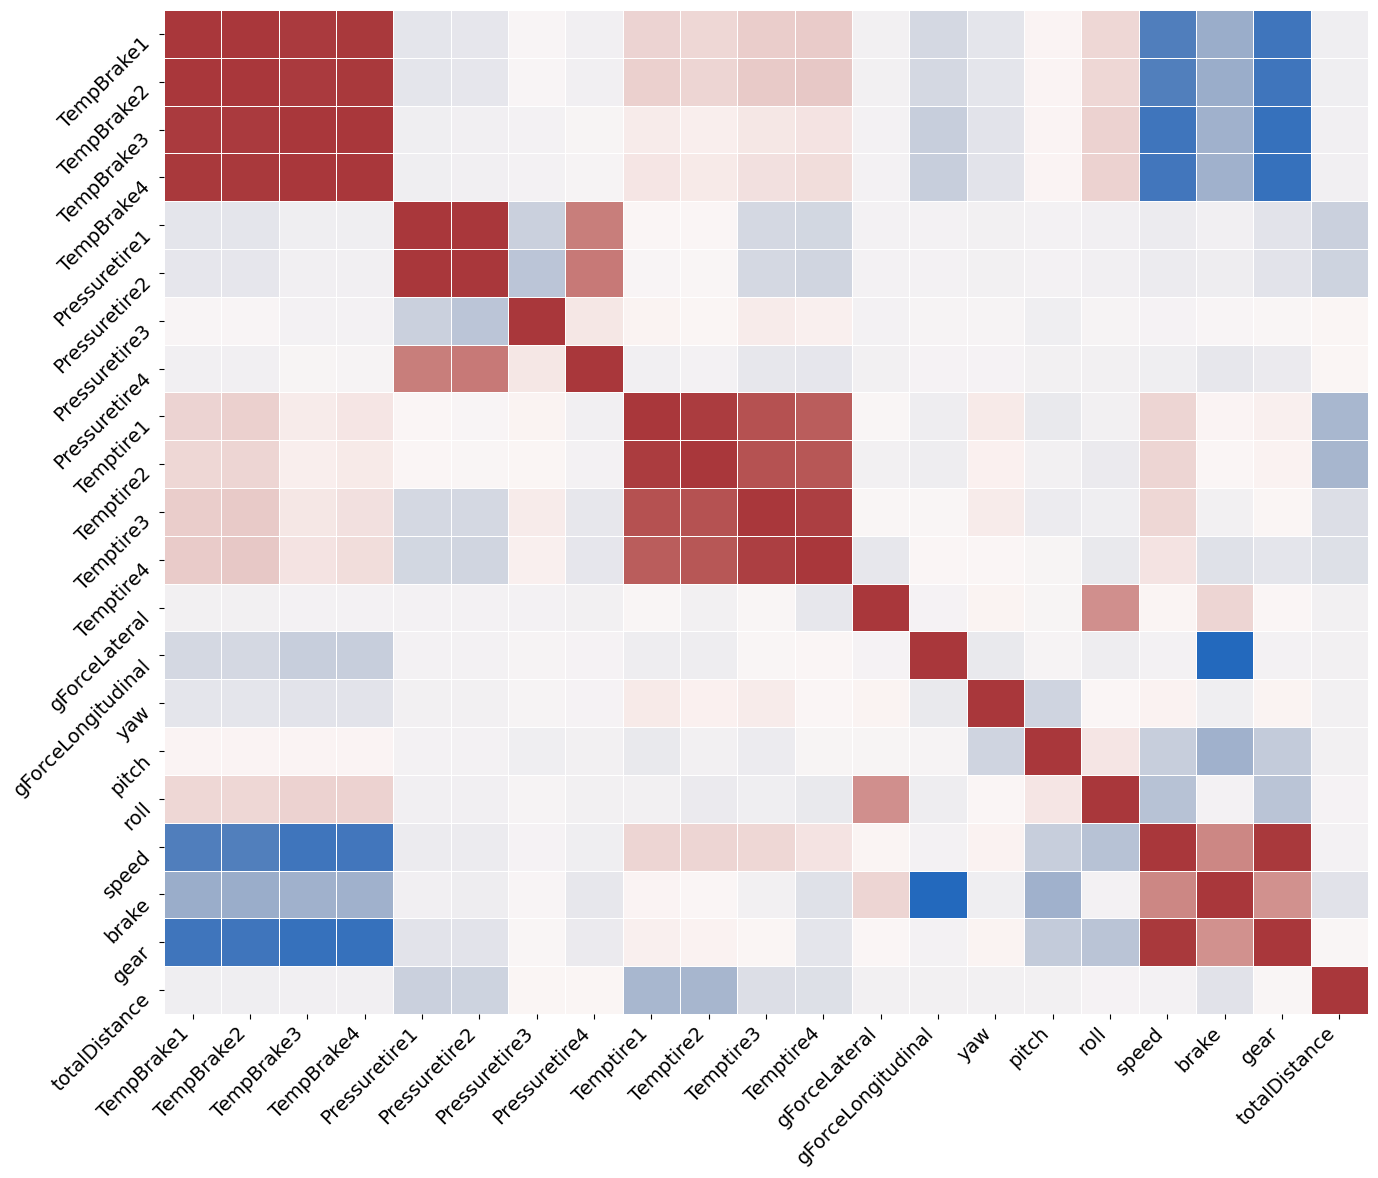 TempBrake1
TempBrake2
TempBrake3
TempBrake4
Pressuretire1
Pressuretire2
Pressuretire3
Pressuretire4
Temptire1
Temptire2
Temptire3
Temptire4
gForceLateral
gForceLongitudinal
yaw
pitch
roll
speed
brake
gear
totalDistance
TempBrake1
TempBrake2
TempBrake3
TempBrake4
Pressuretire1
Pressuretire2
Pressuretire3
Pressuretire4
Temptire1
Temptire2
Temptire3
Temptire4
gForceLateral
gForceLongitudinal
yaw
pitch
roll
speed
brake
gear
totalDistance